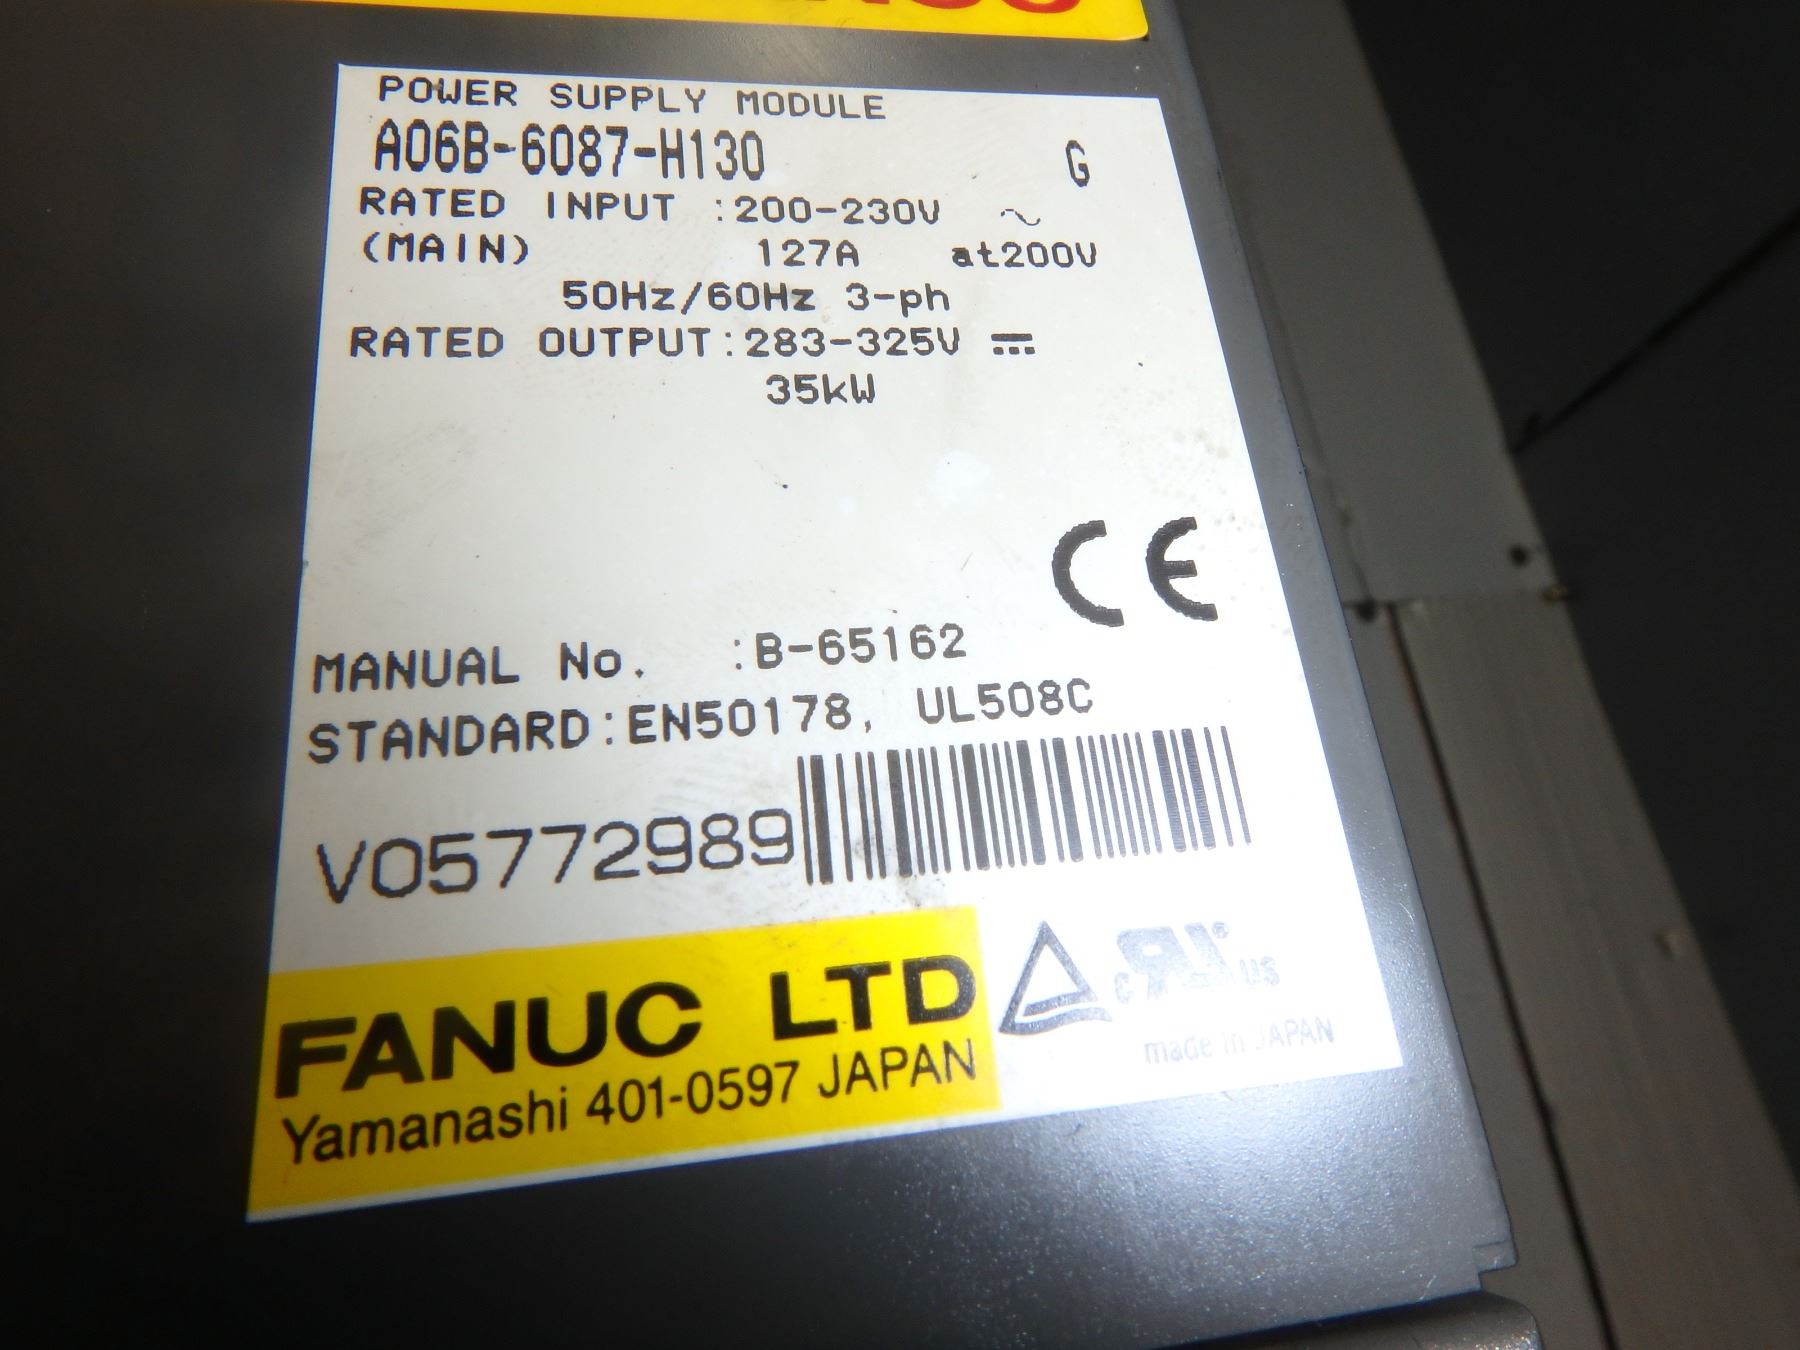 POWER SUPPLY MODULE
A06B-6087-H130 G
RATED INPUT :200-230V ~
(MAIN) 127A at200V
50Hz/60Hz 3-ph
RATED OUTPUT:283-325V ⎓
35kW
CE
MANUAL No. :B-65162
STANDARD:EN50178, UL508C
V05772989
FANUC LTD
Yamanashi 401-0597 JAPAN
c US
made in JAPAN